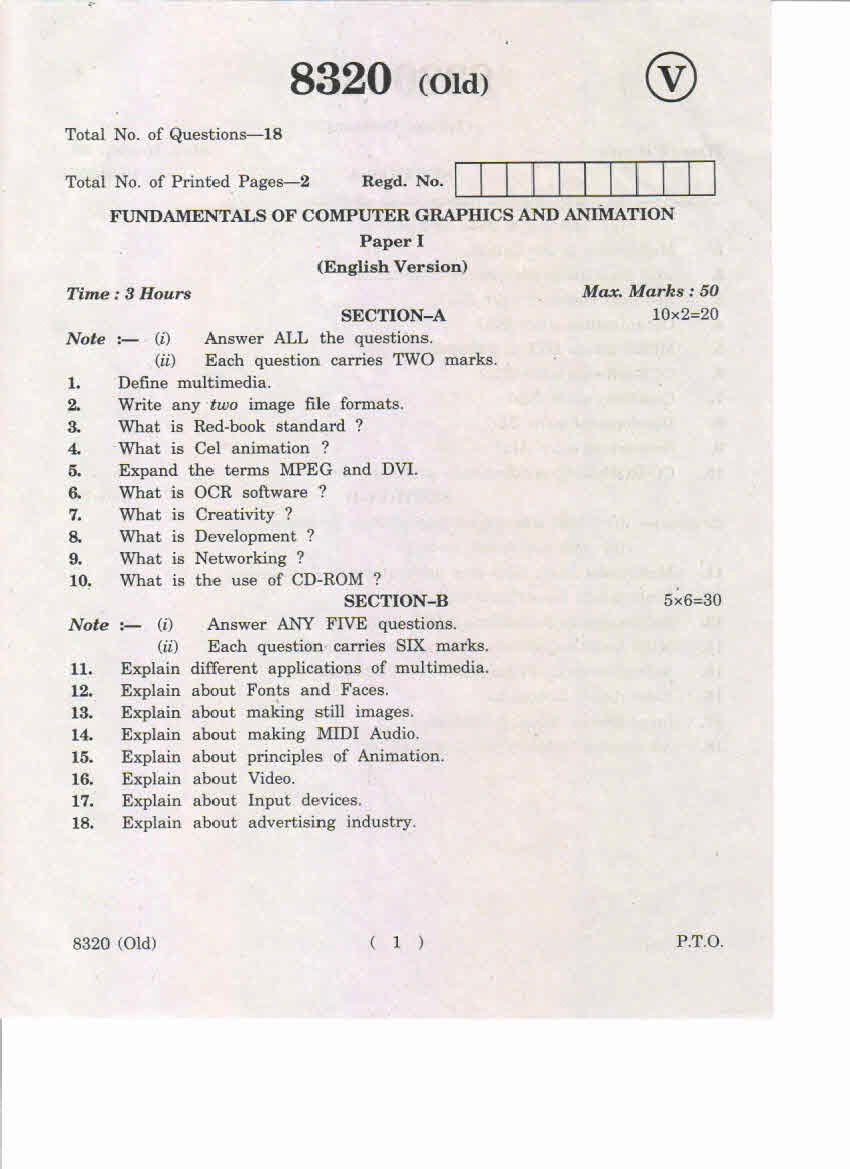 8320 (Old)
V
Total No. of Questions—18
Total No. of Printed Pages—2 Regd. No.
FUNDAMENTALS OF COMPUTER GRAPHICS AND ANIMATION
Paper I
(English Version)
Time : 3 Hours Max. Marks : 50
SECTION–A 10×2=20
Note :— (i) Answer ALL the questions.
(ii) Each question carries TWO marks.
1. Define multimedia.
2. Write any two image file formats.
3. What is Red-book standard ?
4. What is Cel animation ?
5. Expand the terms MPEG and DVI.
6. What is OCR software ?
7. What is Creativity ?
8. What is Development ?
9. What is Networking ?
10. What is the use of CD-ROM ?
SECTION–B 5×6=30
Note :— (i) Answer ANY FIVE questions.
(ii) Each question carries SIX marks.
11. Explain different applications of multimedia.
12. Explain about Fonts and Faces.
13. Explain about making still images.
14. Explain about making MIDI Audio.
15. Explain about principles of Animation.
16. Explain about Video.
17. Explain about Input devices.
18. Explain about advertising industry.
8320 (Old) ( 1 ) P.T.O.